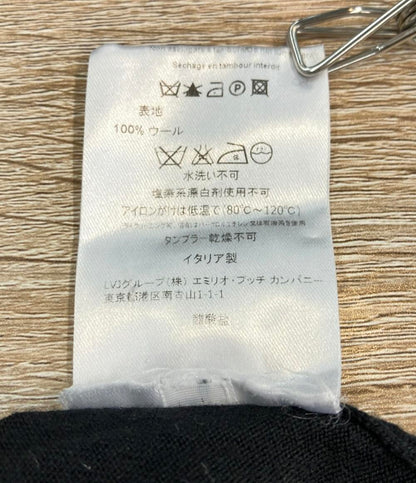 Séchage en tambour interdit
表地
100% ウール
水洗い不可
塩素系漂白剤使用不可
アイロンがけは低温で(80℃~120℃)
タンブラー乾燥不可
イタリア製
LVJグループ(株) エミリオ・プッチ カンパニー
東京都港区南青山1-1-1